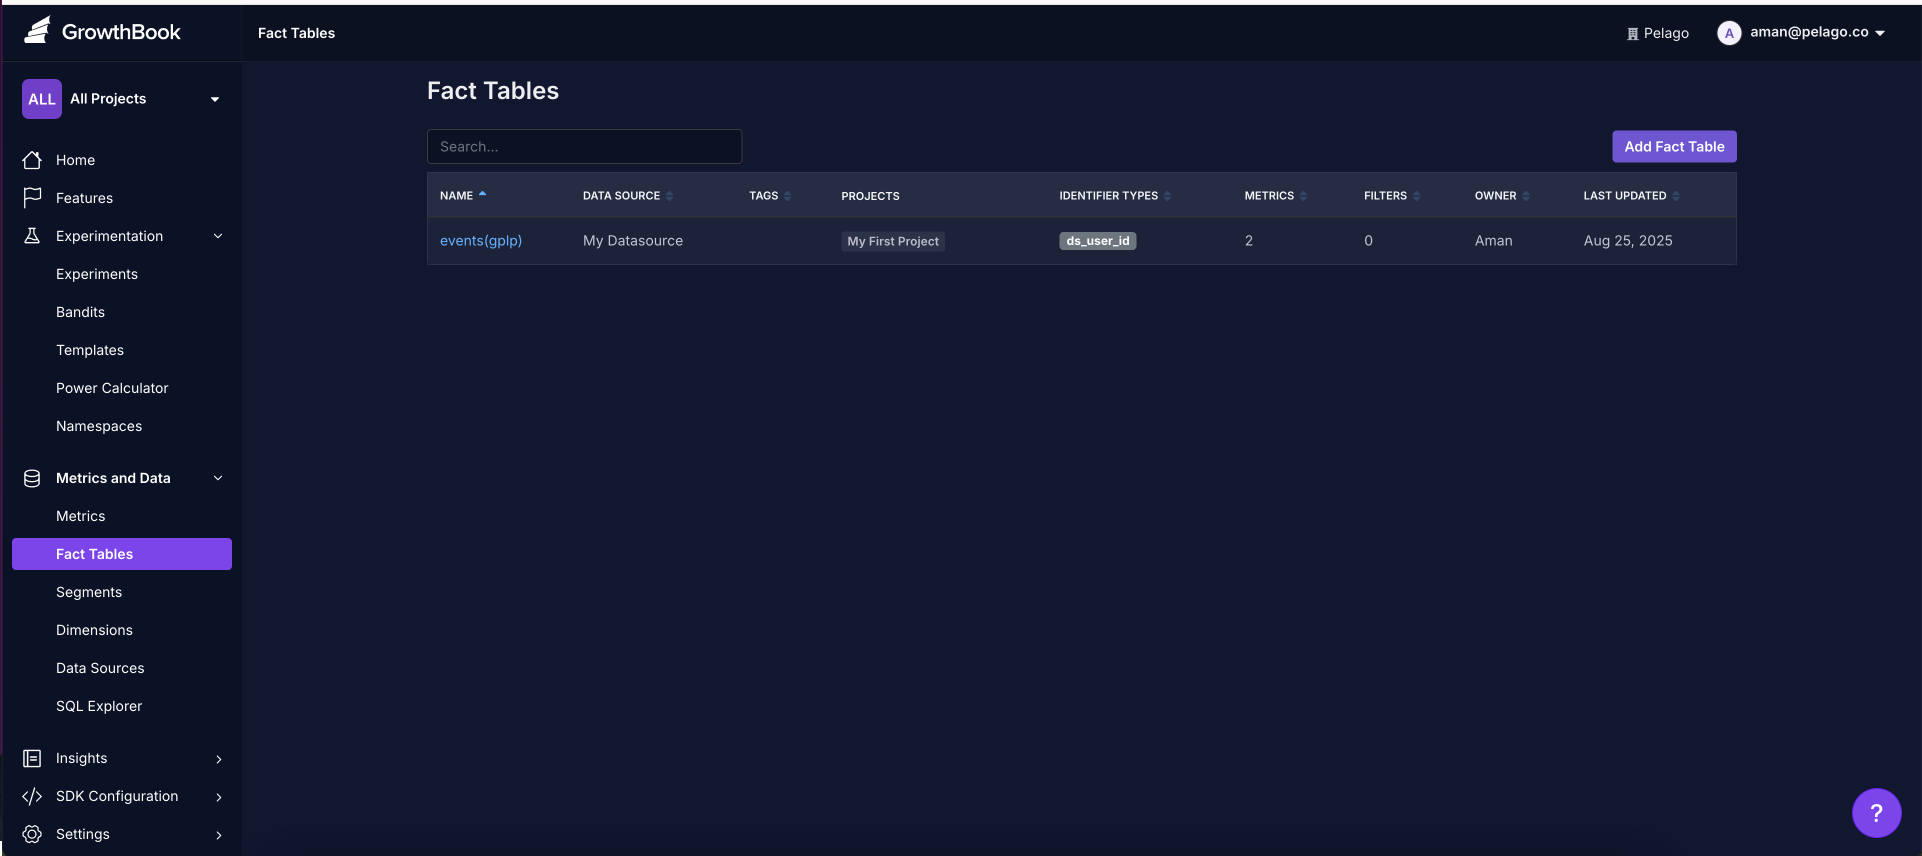 GrowthBook
Fact Tables
Pelago
A
aman@pelago.co
ALL
All Projects
Home
Features
Experimentation
Experiments
Bandits
Templates
Power Calculator
Namespaces
Metrics and Data
Metrics
Fact Tables
Segments
Dimensions
Data Sources
SQL Explorer
Insights
SDK Configuration
Settings
Fact Tables
Search...
Add Fact Table
NAME DATA SOURCE TAGS PROJECTS IDENTIFIER TYPES METRICS FILTERS OWNER LAST UPDATED
events(gplp) My Datasource My First Project ds_user_id 2 0 Aman Aug 25, 2025
?